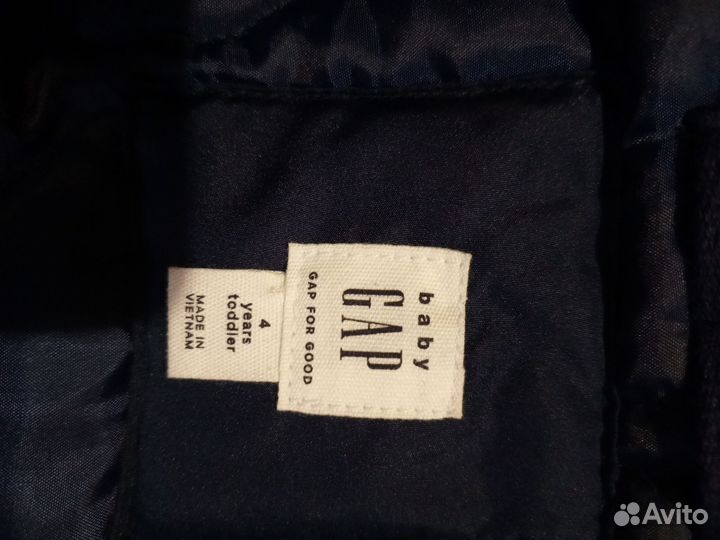 baby
GAP
GAP FOR GOOD
4
years
toddler
MADE IN
VIETNAM
Avito